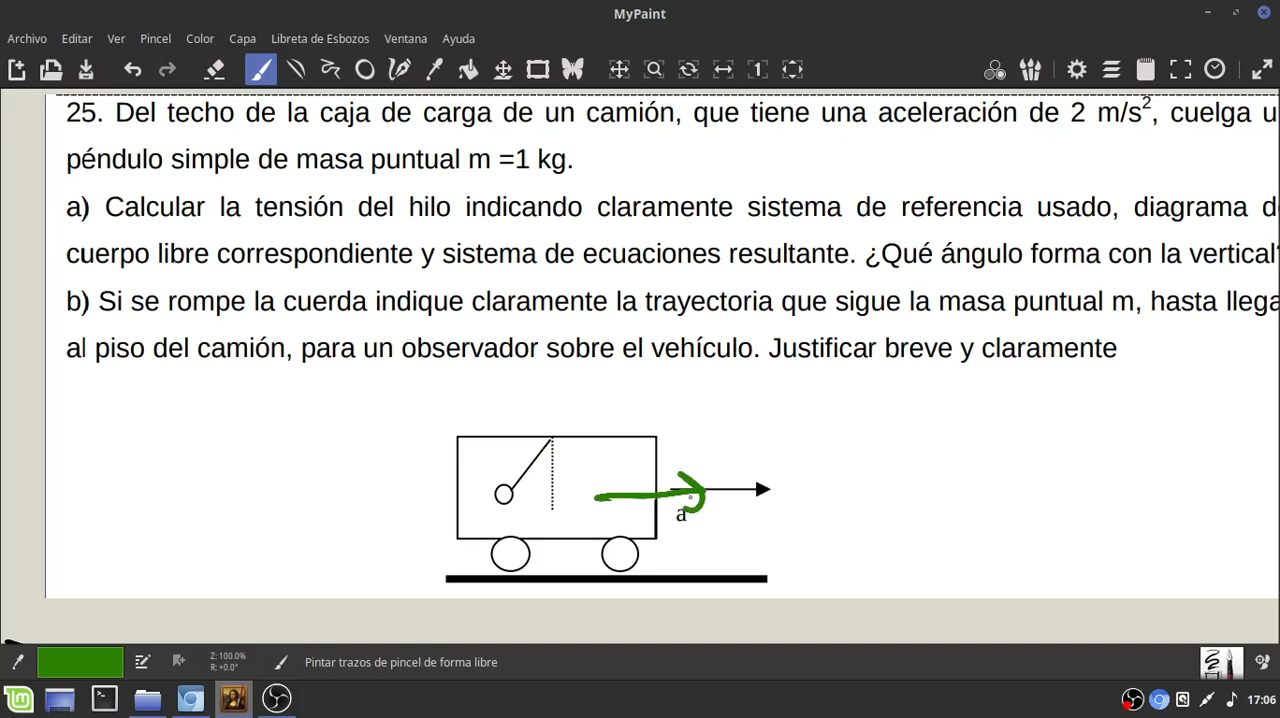 MyPaint
Archivo Editar Ver Pincel Color Capa Libreta de Esbozos Ventana Ayuda
25. Del techo de la caja de carga de un camión, que tiene una aceleración de 2 m/s², cuelga u
péndulo simple de masa puntual m =1 kg.
a) Calcular la tensión del hilo indicando claramente sistema de referencia usado, diagrama d
cuerpo libre correspondiente y sistema de ecuaciones resultante. ¿Qué ángulo forma con la vertical?
b) Si se rompe la cuerda indique claramente la trayectoria que sigue la masa puntual m, hasta llega
al piso del camión, para un observador sobre el vehículo. Justificar breve y claramente
a
Z: 100.0%
R: +0.0°
Pintar trazos de pincel de forma libre
17:06